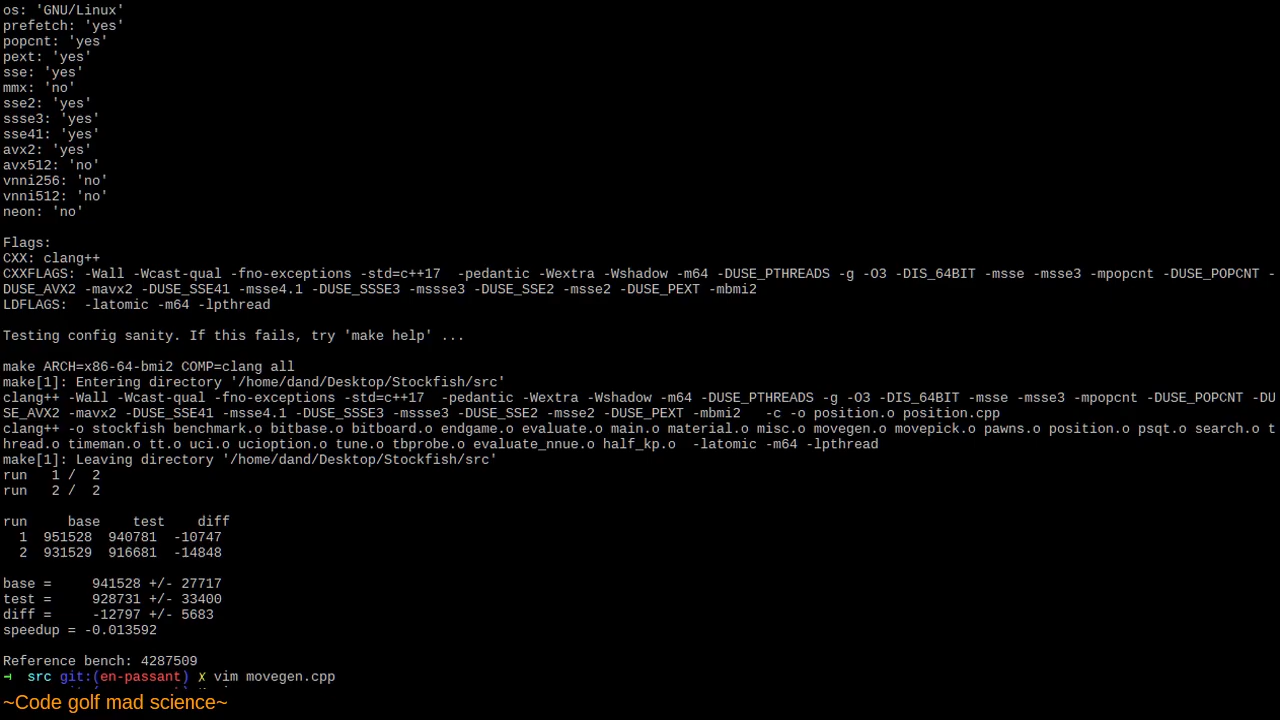 os: 'GNU/Linux'
prefetch: 'yes'
popcnt: 'yes'
pext: 'yes'
sse: 'yes'
mmx: 'no'
sse2: 'yes'
ssse3: 'yes'
sse41: 'yes'
avx2: 'yes'
avx512: 'no'
vnni256: 'no'
vnni512: 'no'
neon: 'no'
Flags:
CXX: clang++
CXXFLAGS: -Wall -Wcast-qual -fno-exceptions -std=c++17  -pedantic -Wextra -Wshadow -m64 -DUSE_PTHREADS -g -O3 -DIS_64BIT -msse -msse3 -mpopcnt -DUSE_POPCNT -
DUSE_AVX2 -mavx2 -DUSE_SSE41 -msse4.1 -DUSE_SSSE3 -mssse3 -DUSE_SSE2 -msse2 -DUSE_PEXT -mbmi2
LDFLAGS:  -latomic -m64 -lpthread
Testing config sanity. If this fails, try 'make help' ...
make ARCH=x86-64-bmi2 COMP=clang all
make[1]: Entering directory '/home/dand/Desktop/Stockfish/src'
clang++ -Wall -Wcast-qual -fno-exceptions -std=c++17  -pedantic -Wextra -Wshadow -m64 -DUSE_PTHREADS -g -O3 -DIS_64BIT -msse -msse3 -mpopcnt -DUSE_POPCNT -DU
SE_AVX2 -mavx2 -DUSE_SSE41 -msse4.1 -DUSE_SSSE3 -mssse3 -DUSE_SSE2 -msse2 -DUSE_PEXT -mbmi2   -c -o position.o position.cpp
clang++ -o stockfish benchmark.o bitbase.o bitboard.o endgame.o evaluate.o main.o material.o misc.o movegen.o movepick.o pawns.o position.o psqt.o search.o t
hread.o timeman.o tt.o uci.o ucioption.o tune.o tbprobe.o evaluate_nnue.o half_kp.o  -latomic -m64 -lpthread
make[1]: Leaving directory '/home/dand/Desktop/Stockfish/src'
run   1 /  2
run   2 /  2
run     base    test    diff
1  951528  940781  -10747
2  931529  916681  -14848
base =     941528 +/- 27717
test =     928731 +/- 33400
diff =     -12797 +/- 5683
speedup = -0.013592
Reference bench: 4287509
→  src git:(en-passant) ✗ vim movegen.cpp
~Code golf mad science~